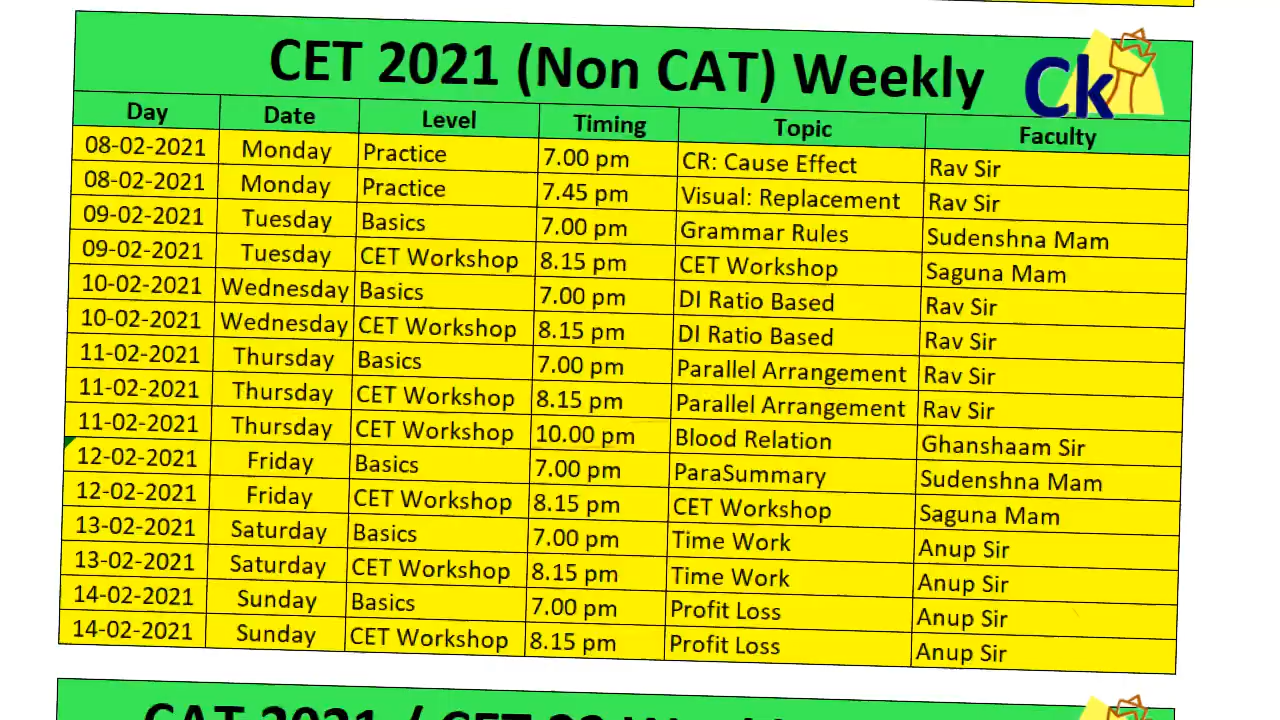 CET 2021 (Non CAT) Weekly Ck
Day Date Level Timing Topic Faculty
08-02-2021 Monday Practice 7.00 pm CR: Cause Effect Rav Sir
08-02-2021 Monday Practice 7.45 pm Visual: Replacement Rav Sir
09-02-2021 Tuesday Basics 7.00 pm Grammar Rules Sudenshna Mam
09-02-2021 Tuesday CET Workshop 8.15 pm CET Workshop Saguna Mam
10-02-2021 Wednesday Basics 7.00 pm DI Ratio Based Rav Sir
10-02-2021 Wednesday CET Workshop 8.15 pm DI Ratio Based Rav Sir
11-02-2021 Thursday Basics 7.00 pm Parallel Arrangement Rav Sir
11-02-2021 Thursday CET Workshop 8.15 pm Parallel Arrangement Rav Sir
11-02-2021 Thursday CET Workshop 10.00 pm Blood Relation Ghanshaam Sir
12-02-2021 Friday Basics 7.00 pm ParaSummary Sudenshna Mam
12-02-2021 Friday CET Workshop 8.15 pm CET Workshop Saguna Mam
13-02-2021 Saturday Basics 7.00 pm Time Work Anup Sir
13-02-2021 Saturday CET Workshop 8.15 pm Time Work Anup Sir
14-02-2021 Sunday Basics 7.00 pm Profit Loss Anup Sir
14-02-2021 Sunday CET Workshop 8.15 pm Profit Loss Anup Sir
CAT 2021 / CET